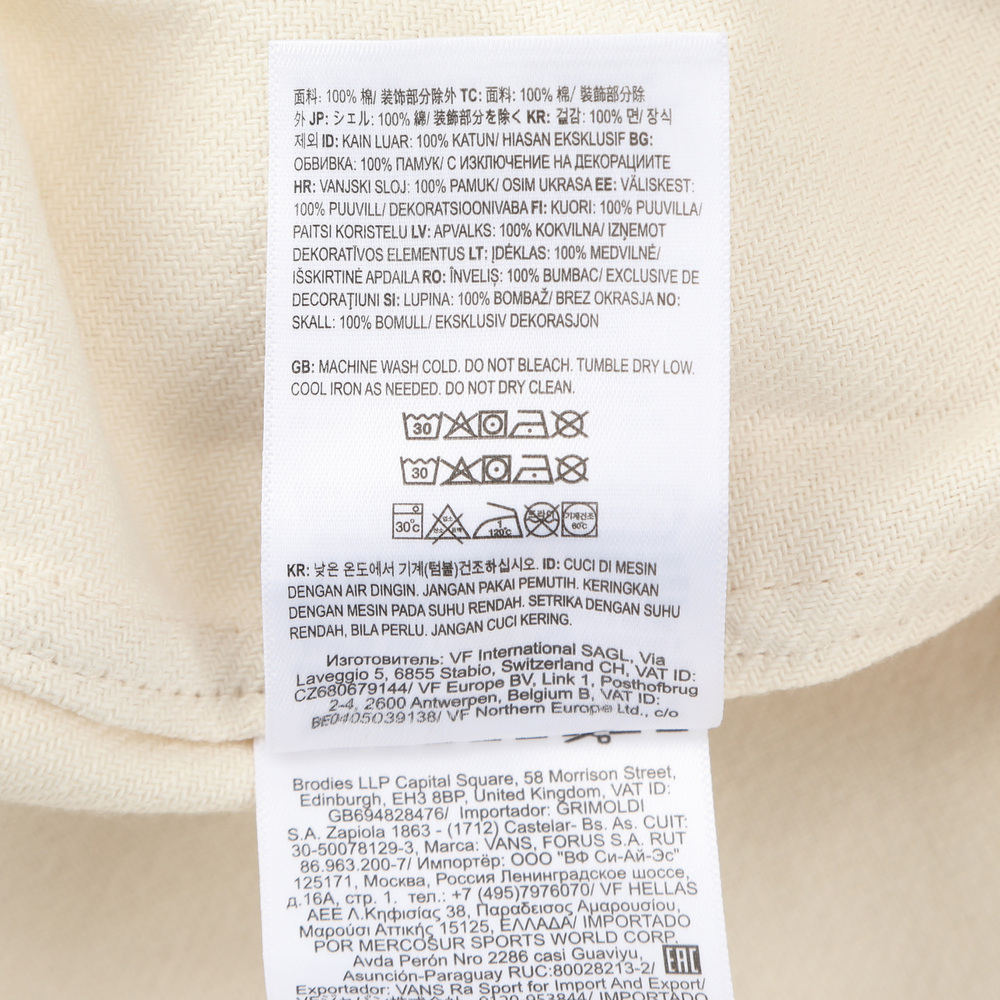 面料: 100% 棉/ 装饰部分除外 TC: 面料: 100% 棉/ 裝飾部分除
外 JP: シェル: 100% 綿/ 装飾部分を除く KR: 겉감: 100% 면/ 장식
제외 ID: KAIN LUAR: 100% KATUN/ HIASAN EKSKLUSIF BG:
ОБВИВКА: 100% ПАМУК/ С ИЗКЛЮЧЕНИЕ НА ДЕКОРАЦИИТЕ
HR: VANJSKI SLOJ: 100% PAMUK/ OSIM UKRASA EE: VÄLISKEST:
100% PUUVILL/ DEKORATSIOONIVABA FI: KUORI: 100% PUUVILLA/
PAITSI KORISTELU LV: APVALKS: 100% KOKVILNA/ IZŅEMOT
DEKORATĪVOS ELEMENTUS LT: ĮDĖKLAS: 100% MEDVILNĖ/
IŠSKIRTINĖ APDAILA RO: ÎNVELIȘ: 100% BUMBAC/ EXCLUSIVE DE
DECORAŢIUNI SI: LUPINA: 100% BOMBAŽ/ BREZ OKRASJA NO:
SKALL: 100% BOMULL/ EKSKLUSIV DEKORASJON
GB: MACHINE WASH COLD. DO NOT BLEACH. TUMBLE DRY LOW.
COOL IRON AS NEEDED. DO NOT DRY CLEAN.
30
30
30°c 1 120°c 드라이 기계건조 60℃
KR: 낮은 온도에서 기계(텀블)건조하십시오. ID: CUCI DI MESIN
DENGAN AIR DINGIN. JANGAN PAKAI PEMUTIH. KERINGKAN
DENGAN MESIN PADA SUHU RENDAH. SETRIKA DENGAN SUHU
RENDAH, BILA PERLU. JANGAN CUCI KERING.
Изготовитель: VF International SAGL, Via
Laveggio 5, 6855 Stabio, Switzerland CH, VAT ID:
CZ680679144/ VF Europe BV, Link 1, Posthofbrug
2-4, 2600 Antwerpen, Belgium B, VAT ID:
BE0405039138/ VF Northern Europe Ltd., c/o
Brodies LLP Capital Square, 58 Morrison Street,
Edinburgh, EH3 8BP, United Kingdom, VAT ID:
GB694828476/ Importador: GRIMOLDI
S.A. Zapiola 1863 - (1712) Castelar- Bs. As. CUIT:
30-50078129-3, Marca: VANS, FORUS S.A. RUT
86.963.200-7/ Импортёр: ООО "ВФ Си-Ай-Эс"
125171, Москва, Россия Ленинградское шоссе,
д.16А, стр. 1. тел.: +7 (495)7976070/ VF HELLAS
ΑΕΕ Λ.Κηφισίας 38, Παράδεισος Αμαρουσίου,
Μαρούσι Αττικής 15125, ΕΛΛΑΔΑ/ IMPORTADO
POR MERCOSUR SPORTS WORLD CORP.
Avda Perón Nro 2286 casi Guaviyu,
Asunción-Paraguay RUC:80028213-2/ EAC
Exportador: VANS Ra Sport for Import And Export/